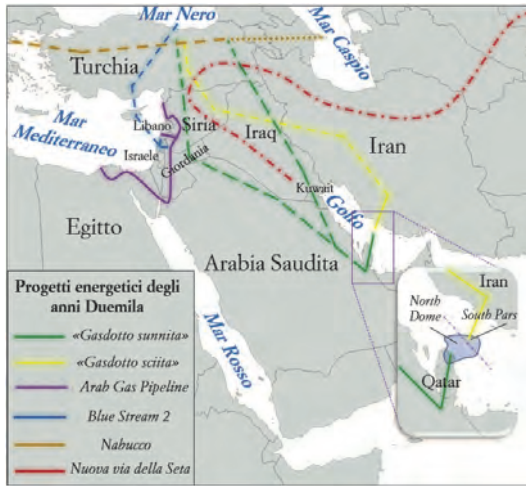 Mar Nero
Mar
Caspio
Turchia
Mar
Mediterraneo
Libano
Siria
Israele
Giordania
Iraq
Iran
Kuwait
Golfo
Egitto
Arabia Saudita
Mar Rosso
Progetti energetici degli
anni Duemila
«Gasdotto sunnita»
«Gasdotto sciita»
Arab Gas Pipeline
Blue Stream 2
Nabucco
Nuova via della Seta
Iran
North
Dome
South Pars
Qatar